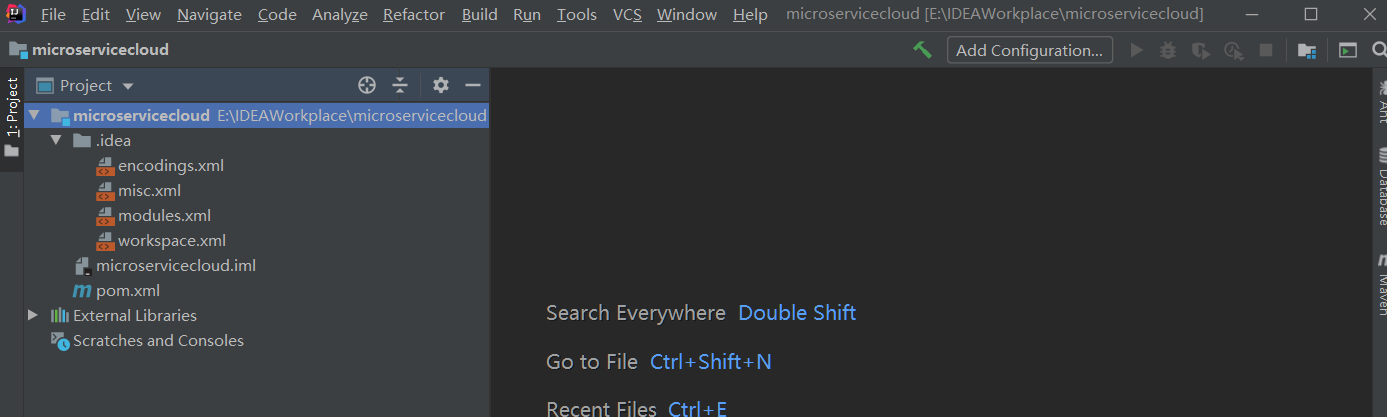 File Edit View Navigate Code Analyze Refactor Build Run Tools VCS Window Help microservicecloud [E:\IDEAWorkplace\microservicecloud]
microservicecloud Add Configuration...
1: Project
Project
microservicecloud E:\IDEAWorkplace\microservicecloud
.idea
encodings.xml
misc.xml
modules.xml
workspace.xml
microservicecloud.iml
pom.xml
External Libraries
Scratches and Consoles
Search Everywhere Double Shift
Go to File Ctrl+Shift+N
Recent Files Ctrl+E
Ant
Database
Maven